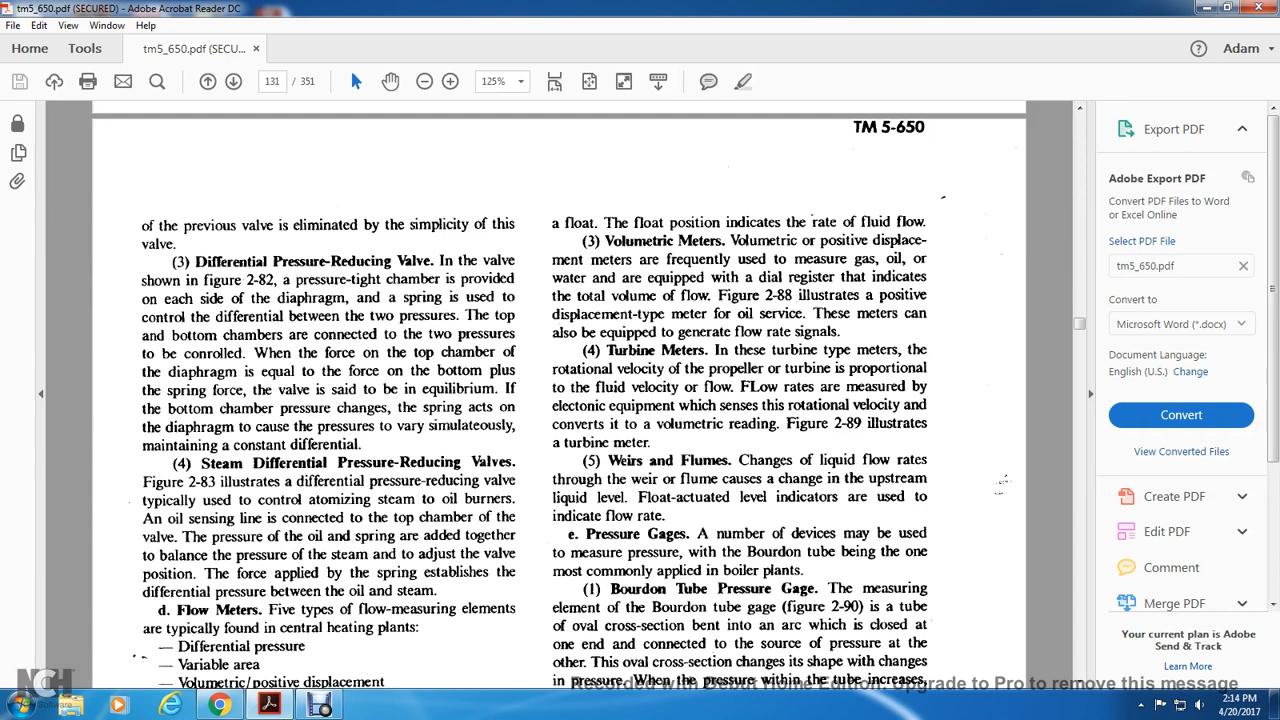 tm5_650.pdf (SECURED) - Adobe Acrobat Reader DC
File Edit View Window Help
Home Tools tm5_650.pdf (SECU... × Adam
131 / 351 125%
TM 5-650
of the previous valve is eliminated by the simplicity of this
valve.
(3) Differential Pressure-Reducing Valve. In the valve
shown in figure 2-82, a pressure-tight chamber is provided
on each side of the diaphragm, and a spring is used to
control the differential between the two pressures. The top
and bottom chambers are connected to the two pressures
to be conrolled. When the force on the top chamber of
the diaphragm is equal to the force on the bottom plus
the spring force, the valve is said to be in equilibrium. If
the bottom chamber pressure changes, the spring acts on
the diaphragm to cause the pressures to vary simulateously,
maintaining a constant differential.
(4) Steam Differential Pressure-Reducing Valves.
Figure 2-83 illustrates a differential pressure-reducing valve
typically used to control atomizing steam to oil burners.
An oil sensing line is connected to the top chamber of the
valve. The pressure of the oil and spring are added together
to balance the pressure of the steam and to adjust the valve
position. The force applied by the spring establishes the
differential pressure between the oil and steam.
d. Flow Meters. Five types of flow-measuring elements
are typically found in central heating plants:
— Differential pressure
— Variable area
— Volumetric/positive displacement
a float. The float position indicates the rate of fluid flow.
(3) Volumetric Meters. Volumetric or positive displace-
ment meters are frequently used to measure gas, oil, or
water and are equipped with a dial register that indicates
the total volume of flow. Figure 2-88 illustrates a positive
displacement-type meter for oil service. These meters can
also be equipped to generate flow rate signals.
(4) Turbine Meters. In these turbine type meters, the
rotational velocity of the propeller or turbine is proportional
to the fluid velocity or flow. FLow rates are measured by
electonic equipment which senses this rotational velocity and
converts it to a volumetric reading. Figure 2-89 illustrates
a turbine meter.
(5) Weirs and Flumes. Changes of liquid flow rates
through the weir or flume causes a change in the upstream
liquid level. Float-actuated level indicators are used to
indicate flow rate.
e. Pressure Gages. A number of devices may be used
to measure pressure, with the Bourdon tube being the one
most commonly applied in boiler plants.
(1) Bourdon Tube Pressure Gage. The measuring
element of the Bourdon tube gage (figure 2-90) is a tube
of oval cross-section bent into an arc which is closed at
one end and connected to the source of pressure at the
other. This oval cross-section changes its shape with changes
in pressure. When the pressure within the tube increases,
Export PDF
Adobe Export PDF
Convert PDF Files to Word
or Excel Online
Select PDF File
tm5_650.pdf
Convert to
Microsoft Word (*.docx)
Document Language:
English (U.S.) Change
Convert
View Converted Files
Create PDF
Edit PDF
Comment
Merge PDF
Your current plan is Adobe
Send & Track
Learn More
NCH
Software
Recorded with Debut Home Edition. Upgrade to Pro to remove this message
2:14 PM
4/20/2017